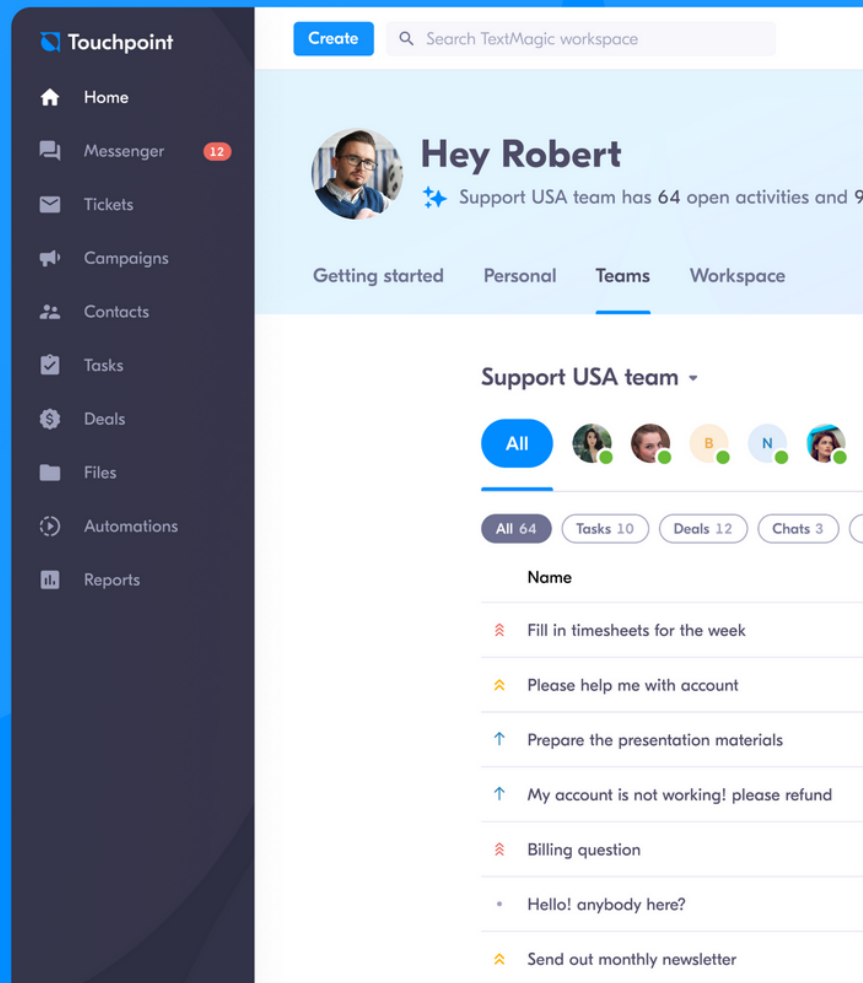 Touchpoint
Create
Search TextMagic workspace
Home
Messenger 12
Tickets
Campaigns
Contacts
Tasks
Deals
Files
Automations
Reports
Hey Robert
Support USA team has 64 open activities and 9
Getting started Personal Teams Workspace
Support USA team
All B N
All 64 Tasks 10 Deals 12 Chats 3
Name
Fill in timesheets for the week
Please help me with account
Prepare the presentation materials
My account is not working! please refund
Billing question
Hello! anybody here?
Send out monthly newsletter